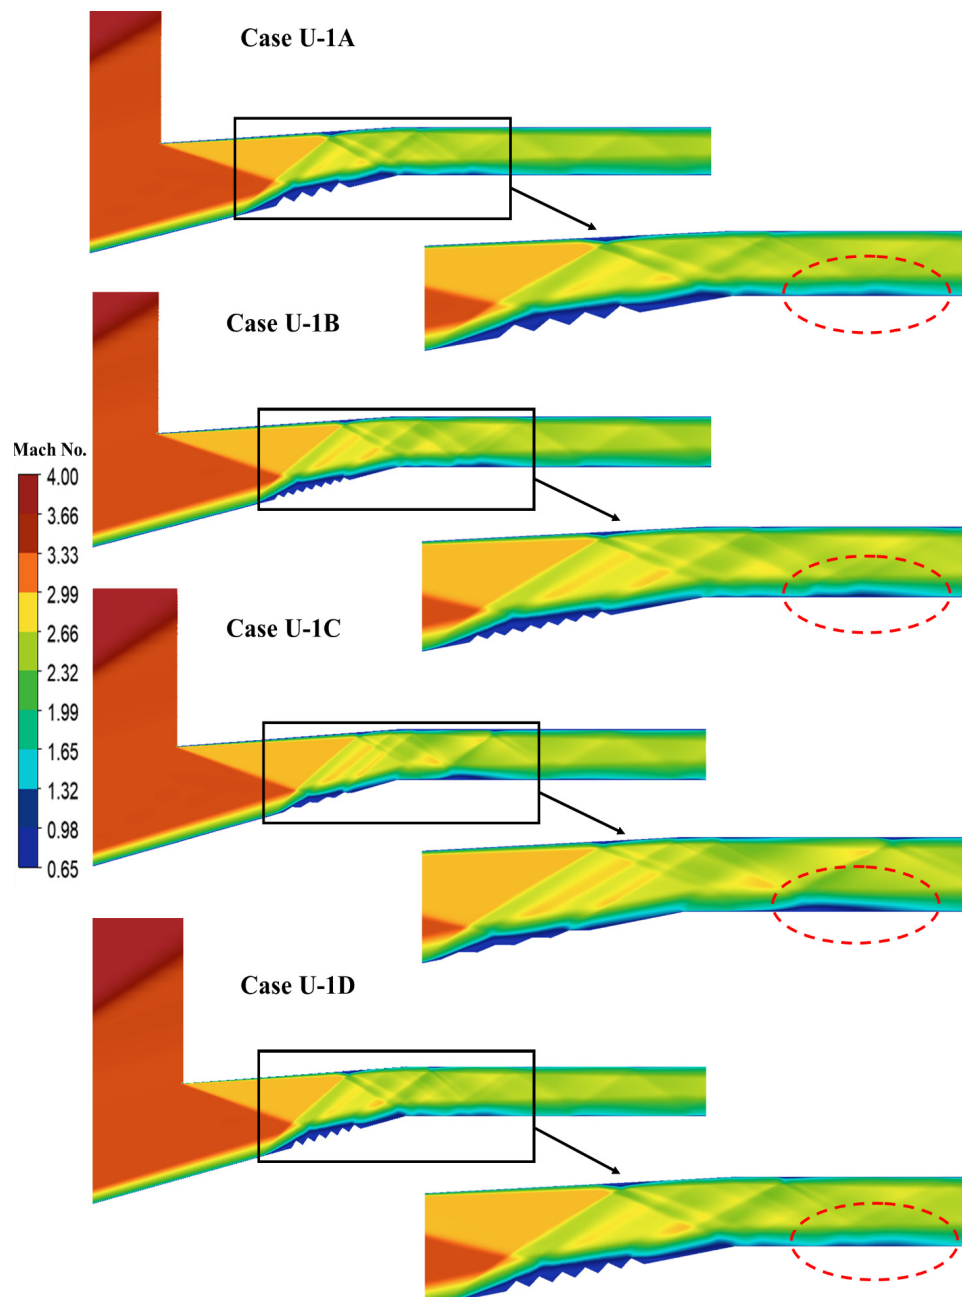 Case U-1A
Case U-1B
Mach No.
4.00
3.66
3.33
2.99
2.66
2.32
1.99
1.65
1.32
0.98
0.65
Case U-1C
Case U-1D